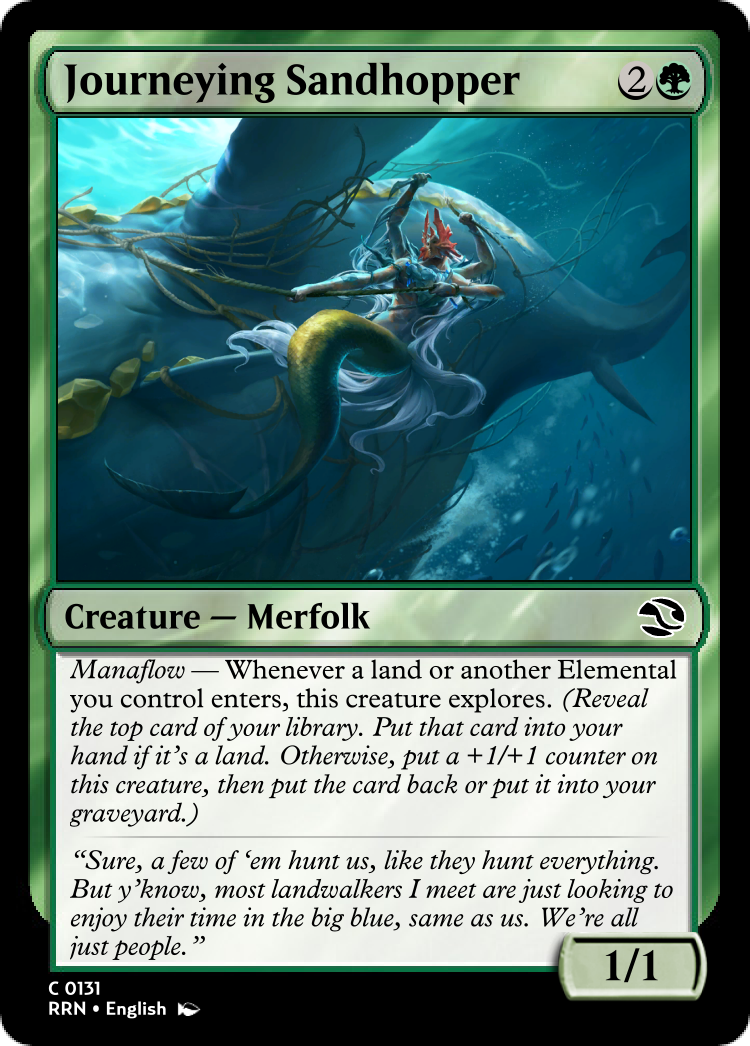 Journeying Sandhopper 2
Creature — Merfolk
Manaflow — Whenever a land or another Elemental
you control enters, this creature explores. (Reveal
the top card of your library. Put that card into your
hand if it's a land. Otherwise, put a +1/+1 counter on
this creature, then put the card back or put it into your
graveyard.)
“Sure, a few of ‘em hunt us, like they hunt everything.
But y’know, most landwalkers I meet are just looking to
enjoy their time in the big blue, same as us. We’re all
just people.”
1/1
C 0131
RRN • English